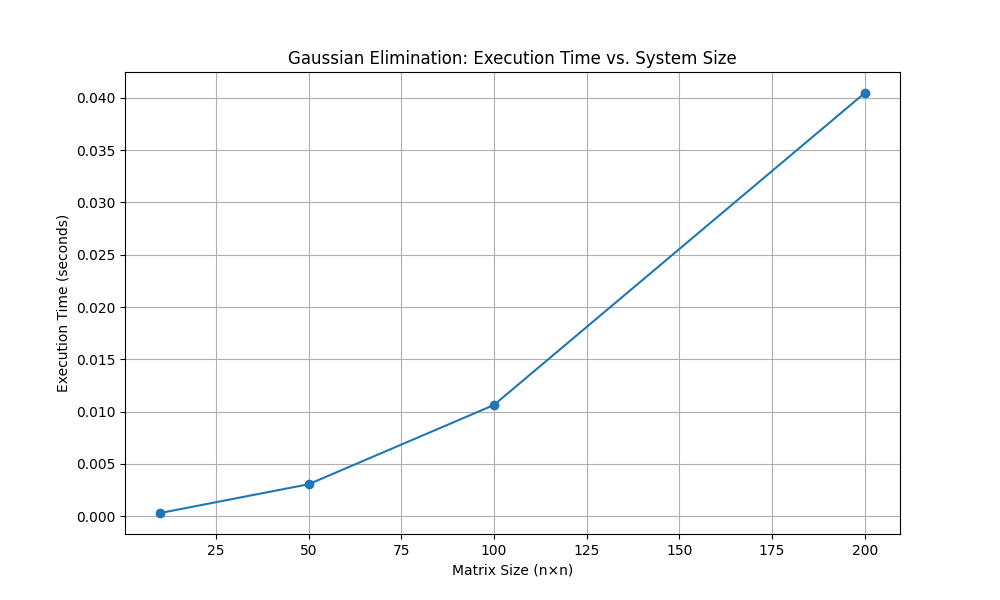 Gaussian Elimination: Execution Time vs. System Size
Execution Time (seconds)
0.040
0.035
0.030
0.025
0.020
0.015
0.010
0.005
0.000
25 50 75 100 125 150 175 200
Matrix Size (n×n)